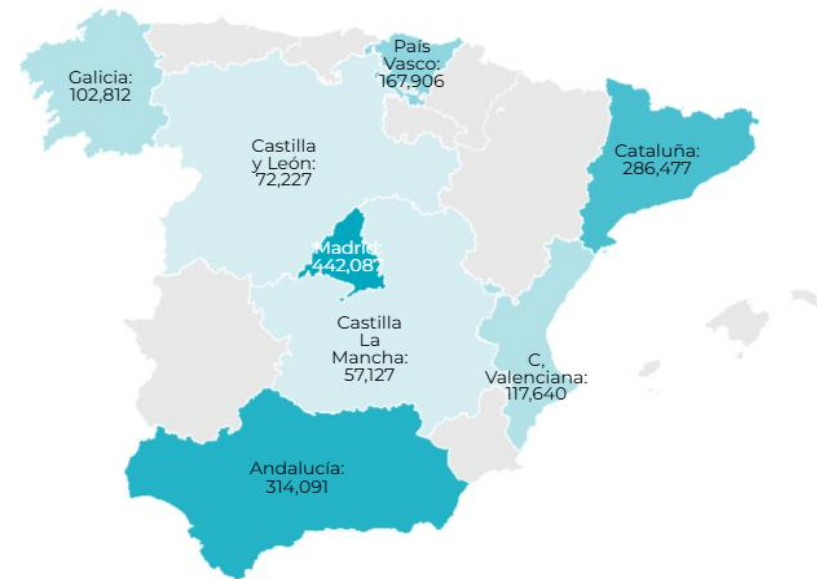 País
Vasco:
167,906
Galicia:
102,812
Castilla
y León:
72,227
Cataluña:
286,477
Madrid:
442,087
Castilla
La
Mancha:
57,127
C,
Valenciana:
117,640
Andalucía:
314,091